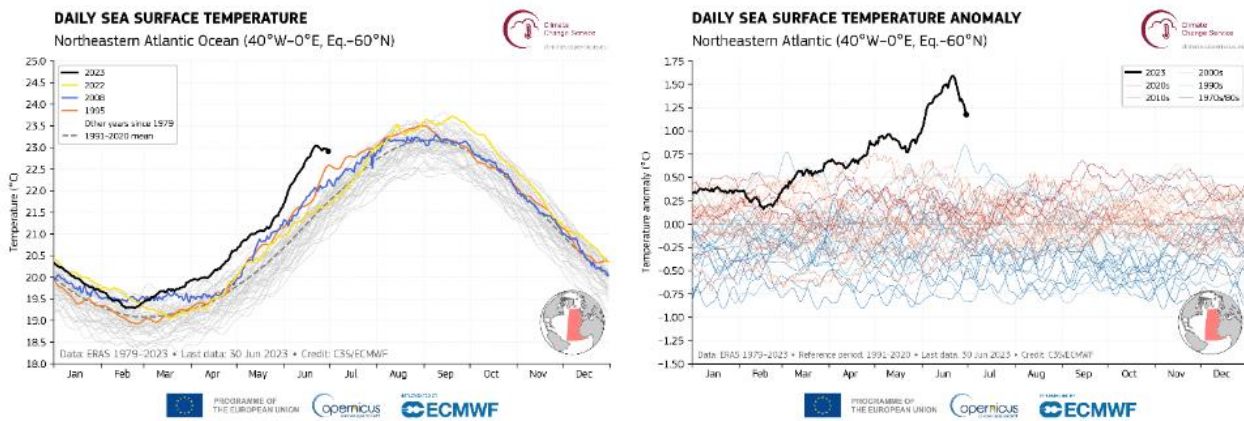 DAILY SEA SURFACE TEMPERATURE
Northeastern Atlantic Ocean (40°W–0°E, Eq.–60°N)
Climate
Change Service
25.0
24.5
24.0
23.5
23.0
22.5
22.0
21.5
21.0
20.5
20.0
19.5
19.0
18.5
18.0
Temperature (°C)
2023
2022
2008
1995
Other years since 1979
1991–2020 mean
Data: ERA5 1979–2023 • Last data: 30 Jun 2023 • Credit: C3S/ECMWF
Jan Feb Mar Apr May Jun Jul Aug Sep Oct Nov Dec
PROGRAMME OF
THE EUROPEAN UNION
opernicus
IMPLEMENTED BY
ECMWF
DAILY SEA SURFACE TEMPERATURE ANOMALY
Northeastern Atlantic (40°W–0°E, Eq.–60°N)
Climate
Change Service
1.75
1.50
1.25
1.00
0.75
0.50
0.25
0.00
−0.25
−0.50
−0.75
−1.00
−1.25
−1.50
Temperature anomaly (°C)
2023
2020s
2010s
2000s
1990s
1970s/80s
Data: ERA5 1979–2023 • Reference period: 1991–2020 • Last data: 30 Jun 2023 • Credit: C3S/ECMWF
Jan Feb Mar Apr May Jun Jul Aug Sep Oct Nov Dec
PROGRAMME OF
THE EUROPEAN UNION
opernicus
IMPLEMENTED BY
ECMWF